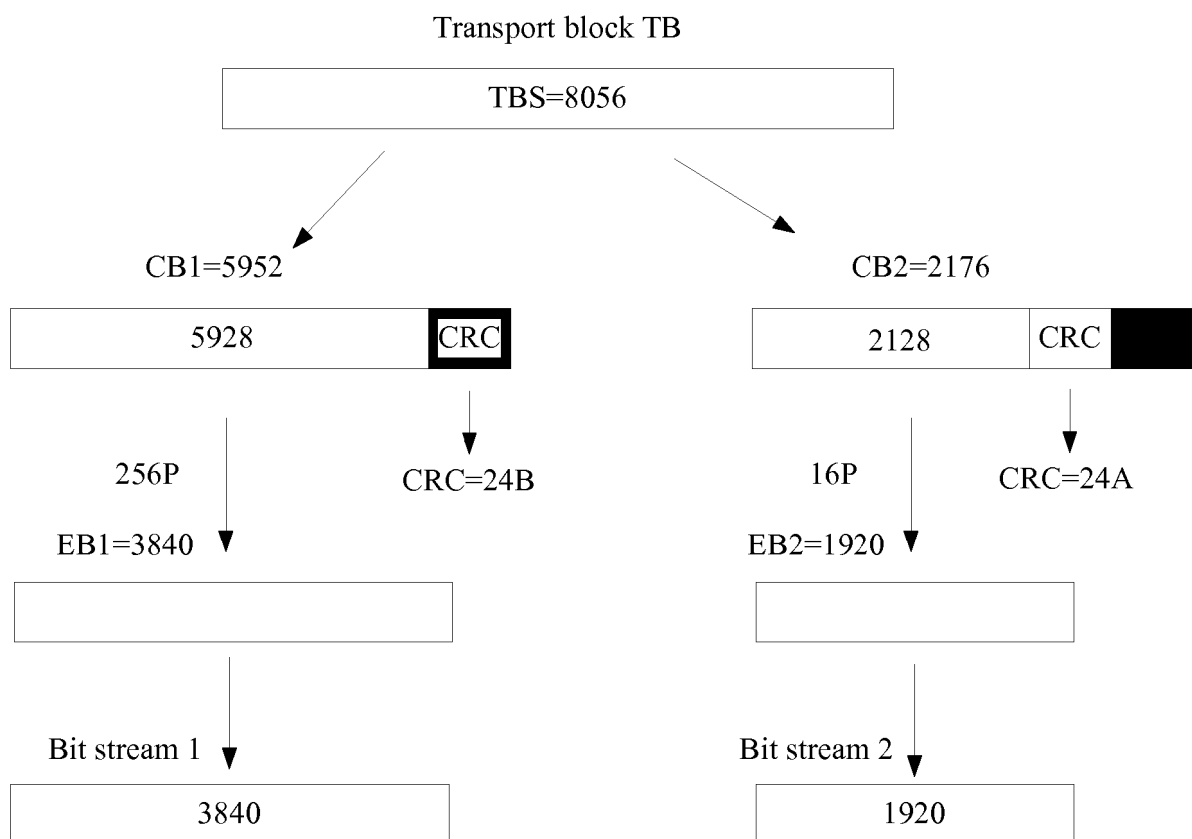 Transport block TB
TBS=8056
CB1=5952
CB2=2176
5928
CRC
2128
CRC
256P
CRC=24B
16P
CRC=24A
EB1=3840
EB2=1920
Bit stream 1
Bit stream 2
3840
1920